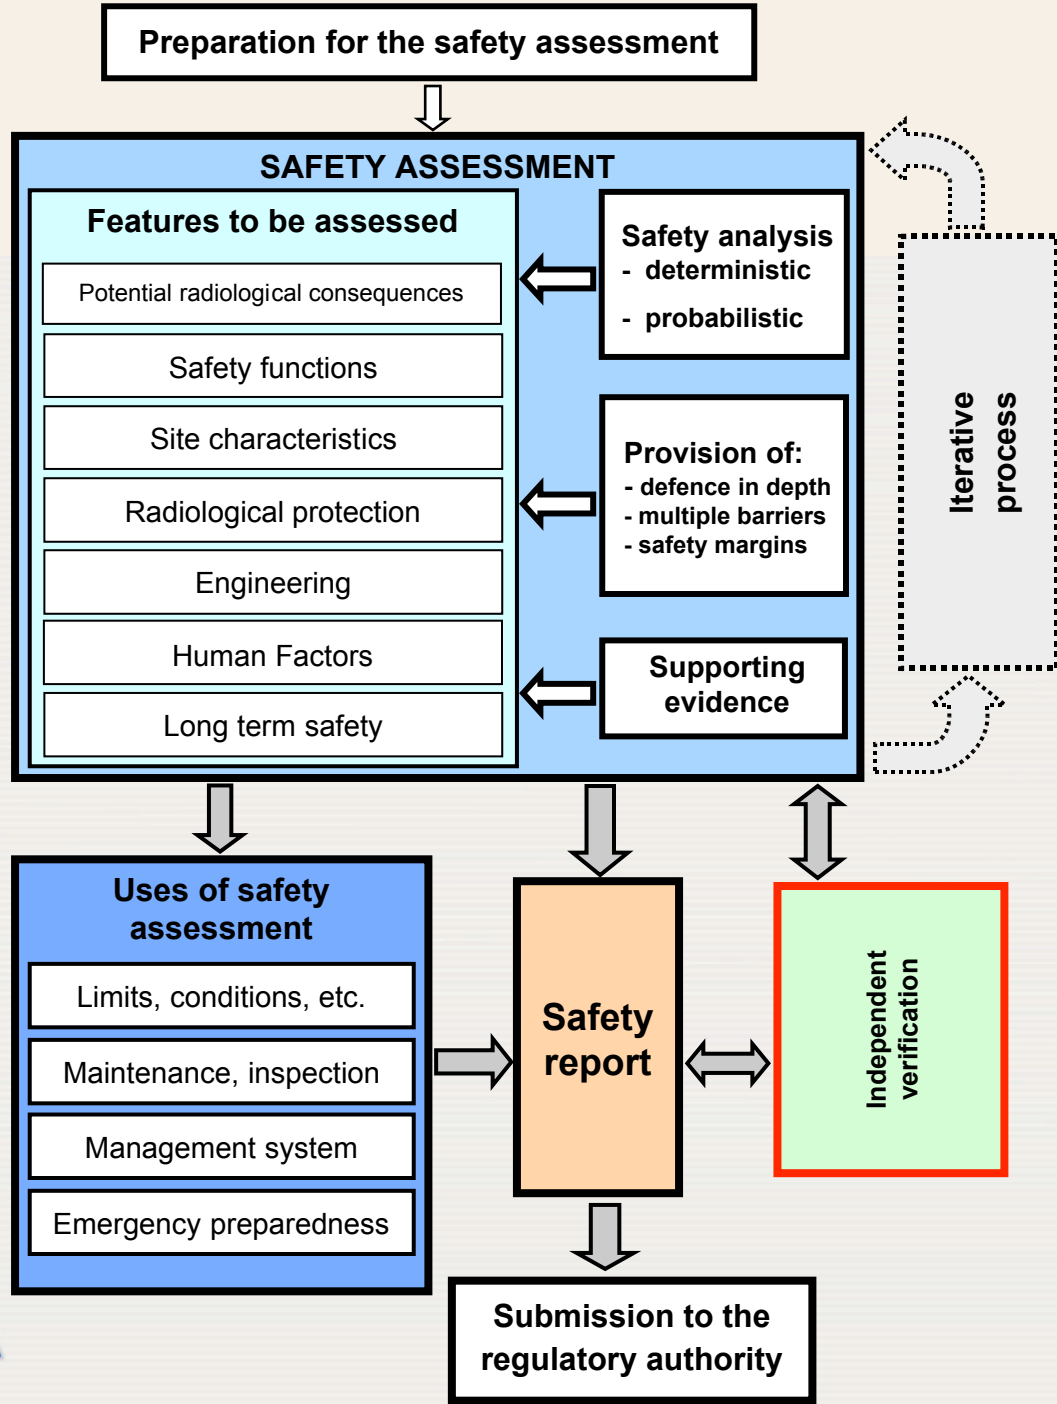 Preparation for the safety assessment
SAFETY ASSESSMENT
Features to be assessed
Potential radiological consequences
Safety functions
Site characteristics
Radiological protection
Engineering
Human Factors
Long term safety
Safety analysis
- deterministic
- probabilistic
Provision of:
- defence in depth
- multiple barriers
- safety margins
Supporting
evidence
Iterative
process
Uses of safety
assessment
Limits, conditions, etc.
Maintenance, inspection
Management system
Emergency preparedness
Safety
report
Independent
verification
Submission to the
regulatory authority